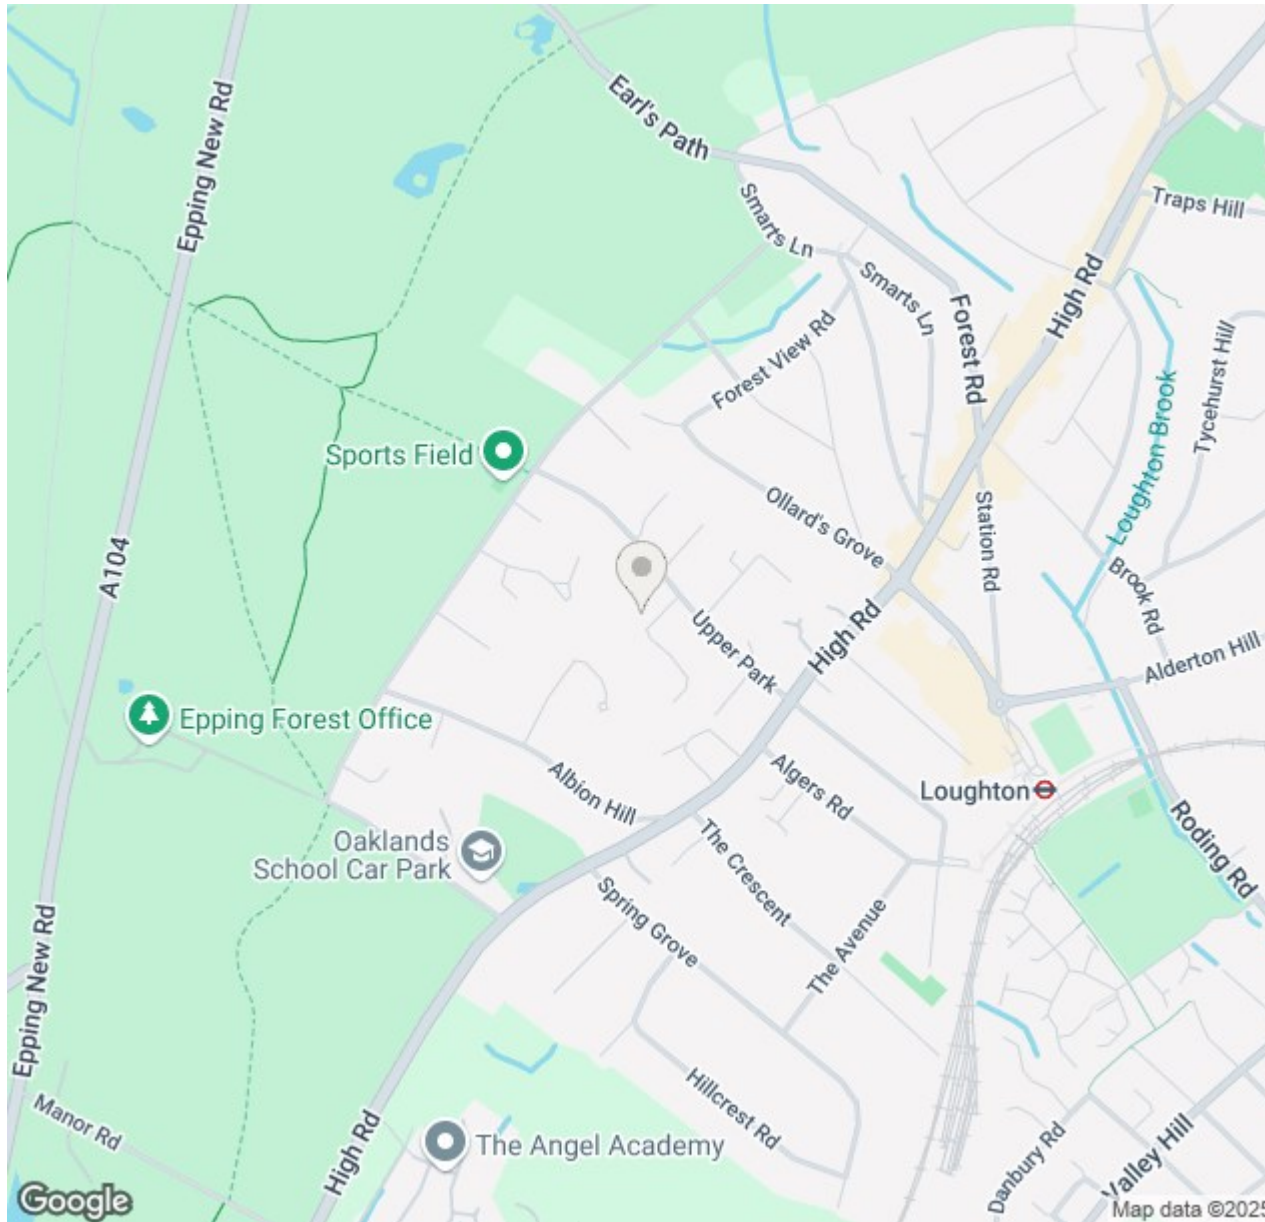 Earl's Path
Epping New Rd
Smarts Ln
Traps Hill
Smarts Ln
High Rd
Forest Rd
Forest View Rd
Tycehurst Hill
Loughton Brook
Sports Field
Ollard's Grove
Station Rd
A104
Brook Rd
High Rd
Upper Park
Alderton Hill
Epping Forest Office
Albion Hill
Algers Rd
Loughton
Oaklands
School Car Park
The Crescent
Roding Rd
Spring Grove
The Avenue
Epping New Rd
Hillcrest Rd
Manor Rd
High Rd
The Angel Academy
Danbury Rd
Valley Hill
Google
Map data ©2025